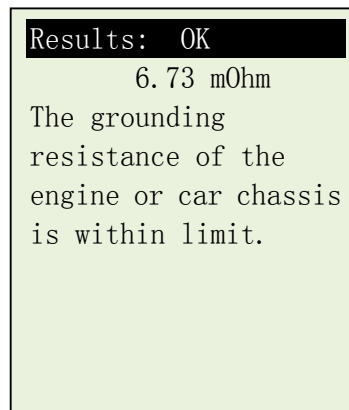 Results:  OK
6.73 mOhm
The grounding
resistance of the
engine or car chassis
is within limit.